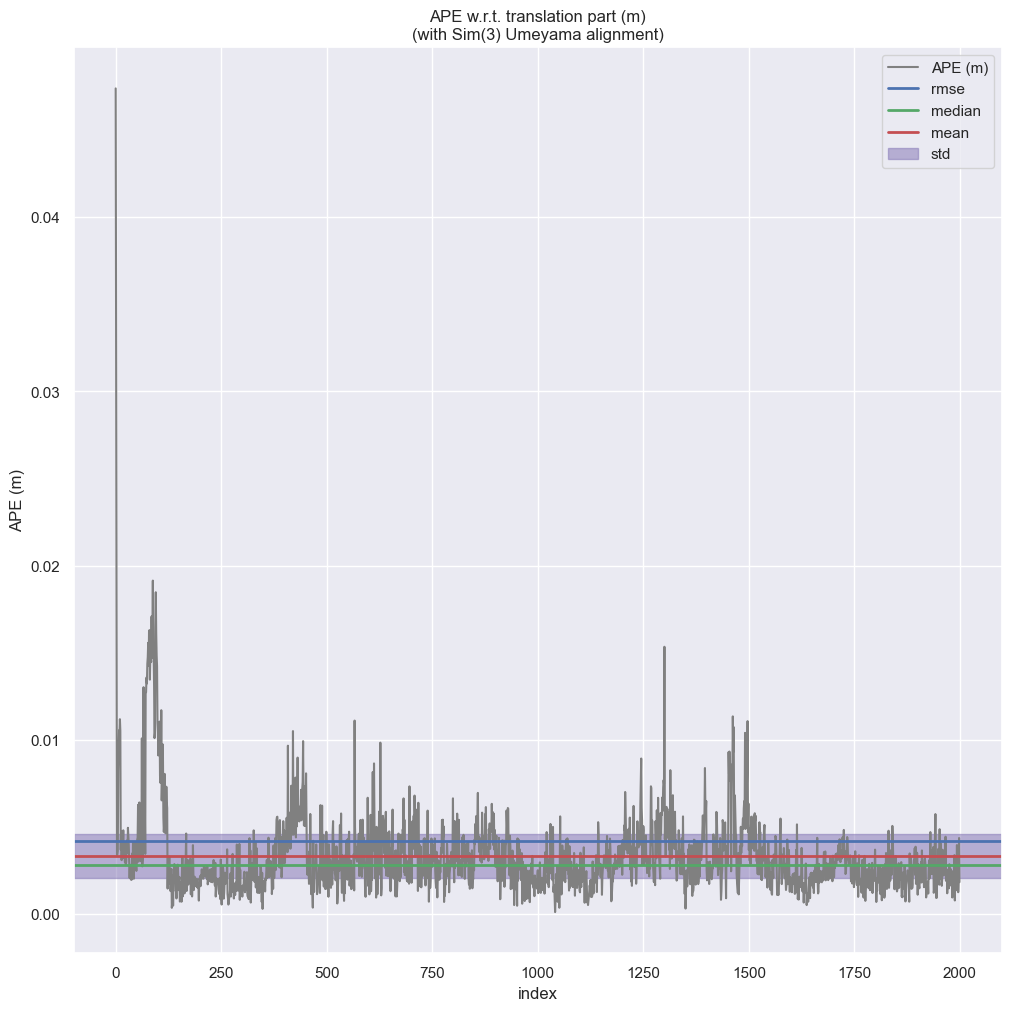 APE w.r.t. translation part (m)
(with Sim(3) Umeyama alignment)
APE (m)
rmse
median
mean
std
0.04
0.03
0.02
0.01
0.00
APE (m)
0
250
500
750
1000
1250
1500
1750
2000
index